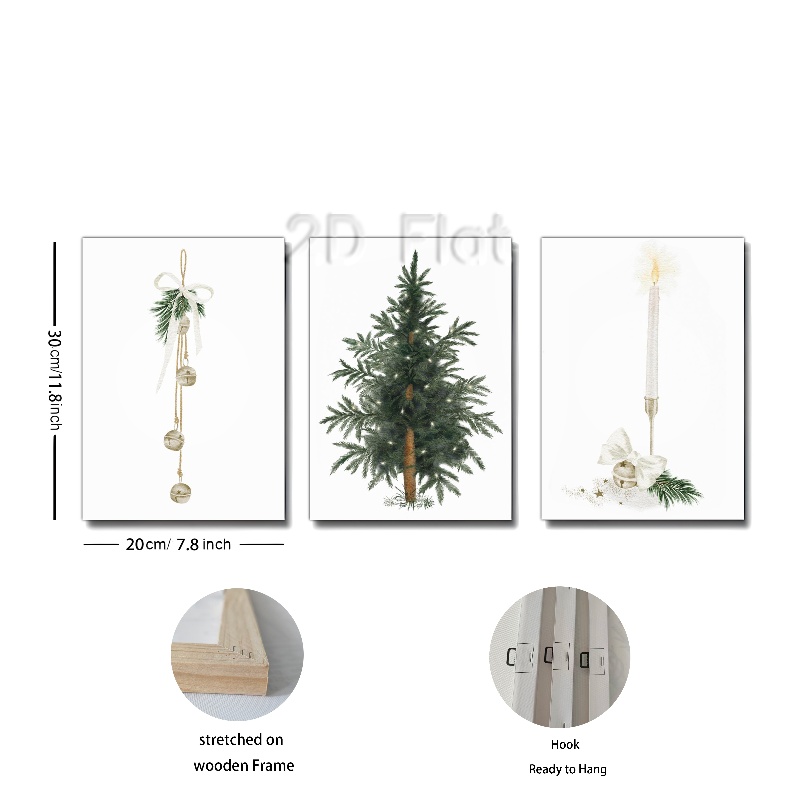 2D Flat
30cm/11.8inch
20cm/ 7.8 inch
stretched on
wooden Frame
Hook
Ready to Hang